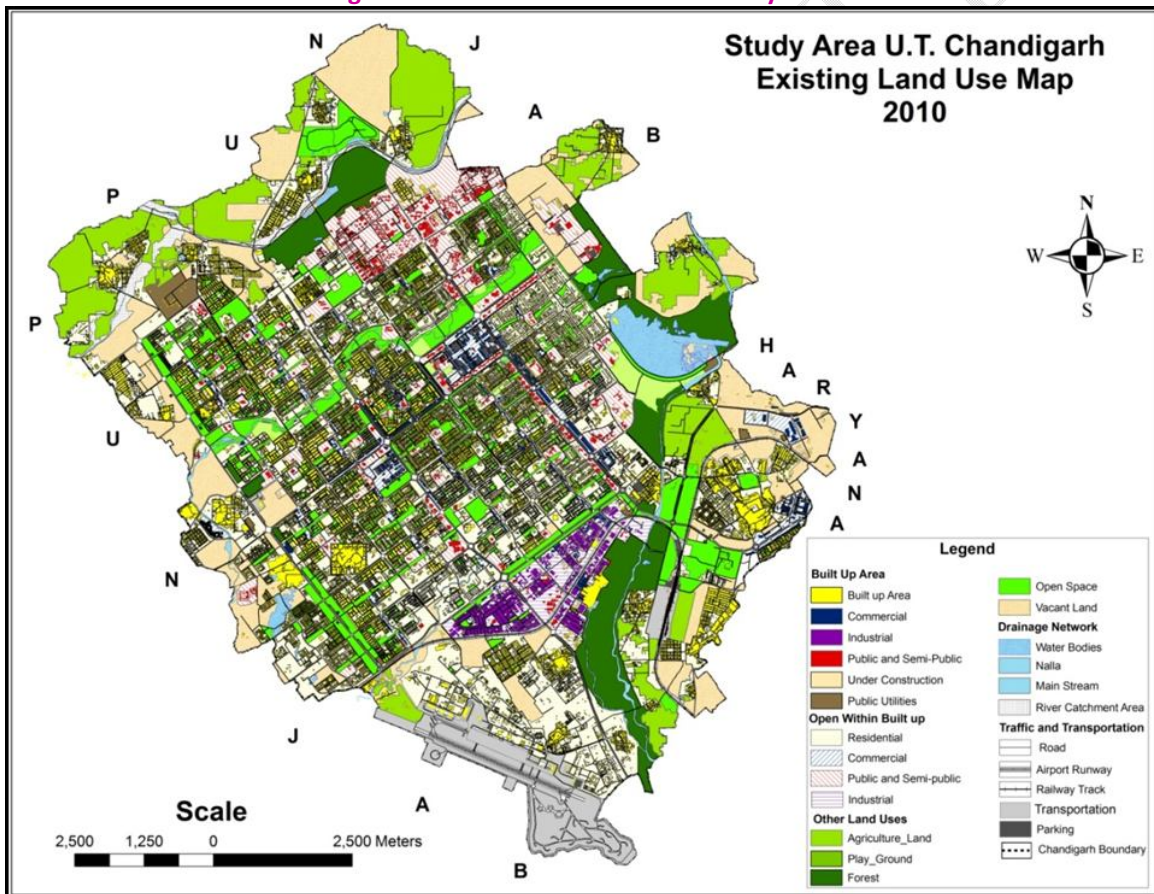 Study Area U.T. Chandigarh
Existing Land Use Map
2010
N
J
A
B
U
P
P
U
N
J
A
B
H
A
R
Y
A
N
A
N
W
E
S
Scale
2,500 1,250 0 2,500 Meters
Legend
Built Up Area
Built up Area
Commercial
Industrial
Public and Semi-Public
Under Construction
Public Utilities
Open Within Built up
Residential
Commercial
Public and Semi-public
Industrial
Other Land Uses
Agriculture_Land
Play_Ground
Forest
Open Space
Vacant Land
Drainage Network
Water Bodies
Nalla
Main Stream
River Catchment Area
Traffic and Transportation
Road
Airport Runway
Railway Track
Transportation
Parking
Chandigarh Boundary